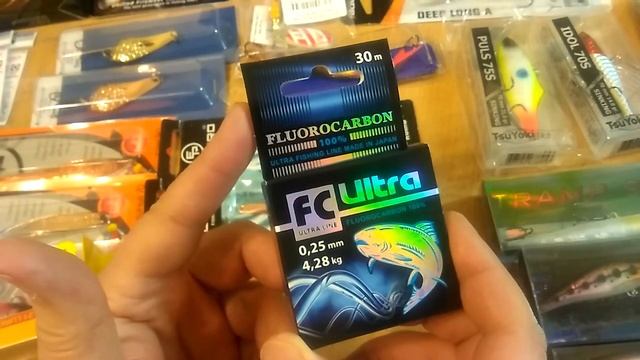 DEEP LONG A
30 m
FLUOROCARBON
100%
ULTRA FISHING LINE MADE IN JAPAN
FC Ultra
ULTRA LINE
FLUOROCARBON 100%
0,25 mm
4,28 kg
PULS 75S
TsuYoki
IDOL 70S
TsuYoki